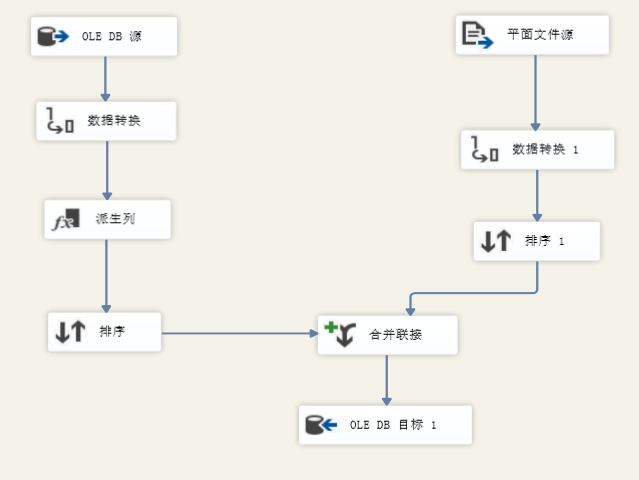 OLE DB 源
平面文件源
数据转换
数据转换 1
派生列
排序 1
排序
合并联接
OLE DB 目标 1